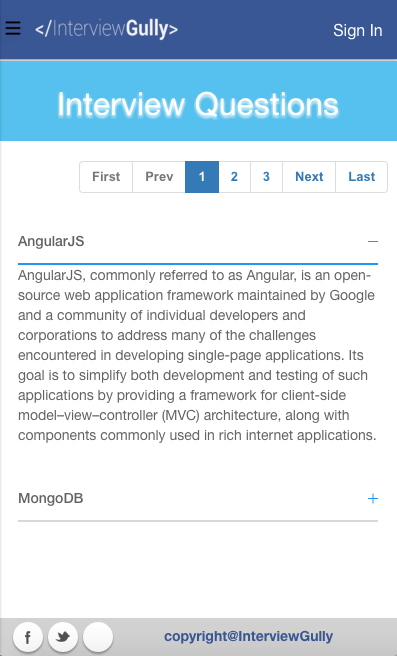 </InterviewGully>
Sign In
Interview Questions
First Prev 1 2 3 Next Last
AngularJS
AngularJS, commonly referred to as Angular, is an open-
source web application framework maintained by Google
and a community of individual developers and
corporations to address many of the challenges
encountered in developing single-page applications. Its
goal is to simplify both development and testing of such
applications by providing a framework for client-side
model–view–controller (MVC) architecture, along with
components commonly used in rich internet applications.
MongoDB
copyright@InterviewGully